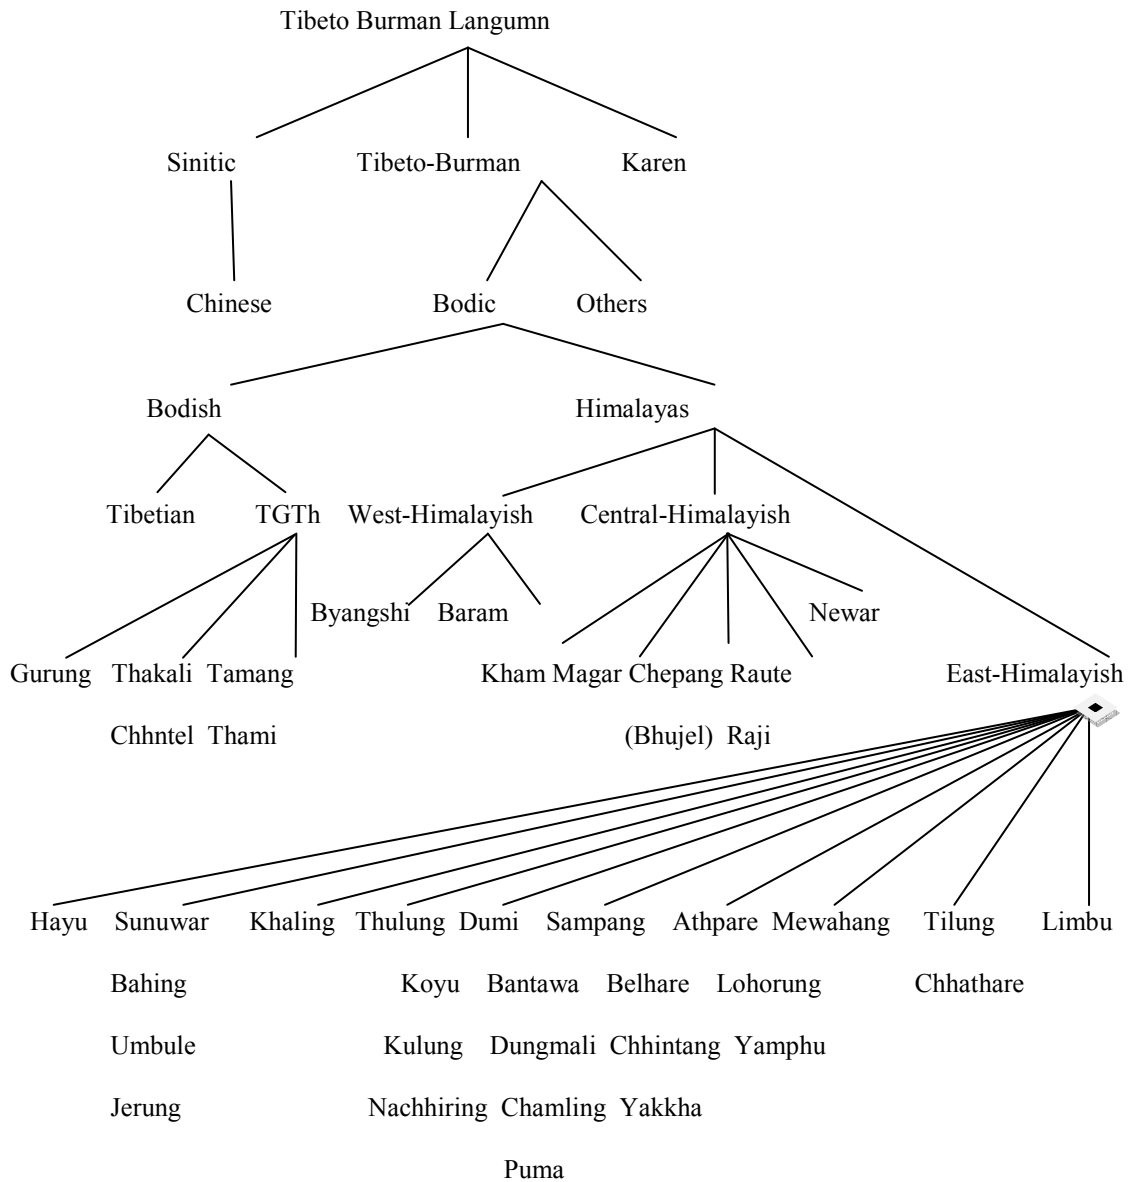 Tibeto Burman Langumn
Sinitic Tibeto-Burman Karen
Chinese Bodic Others
Bodish Himalayas
Tibetian TGTh West-Himalayish Central-Himalayish
Byangshi Baram Newar
Gurung Thakali Tamang Kham Magar Chepang Raute East-Himalayish
Chhntel Thami (Bhujel) Raji
Hayu Sunuwar Khaling Thulung Dumi Sampang Athpare Mewahang Tilung Limbu
Bahing Koyu Bantawa Belhare Lohorung Chhathare
Umbule Kulung Dungmali Chhintang Yamphu
Jerung Nachhiring Chamling Yakkha
Puma